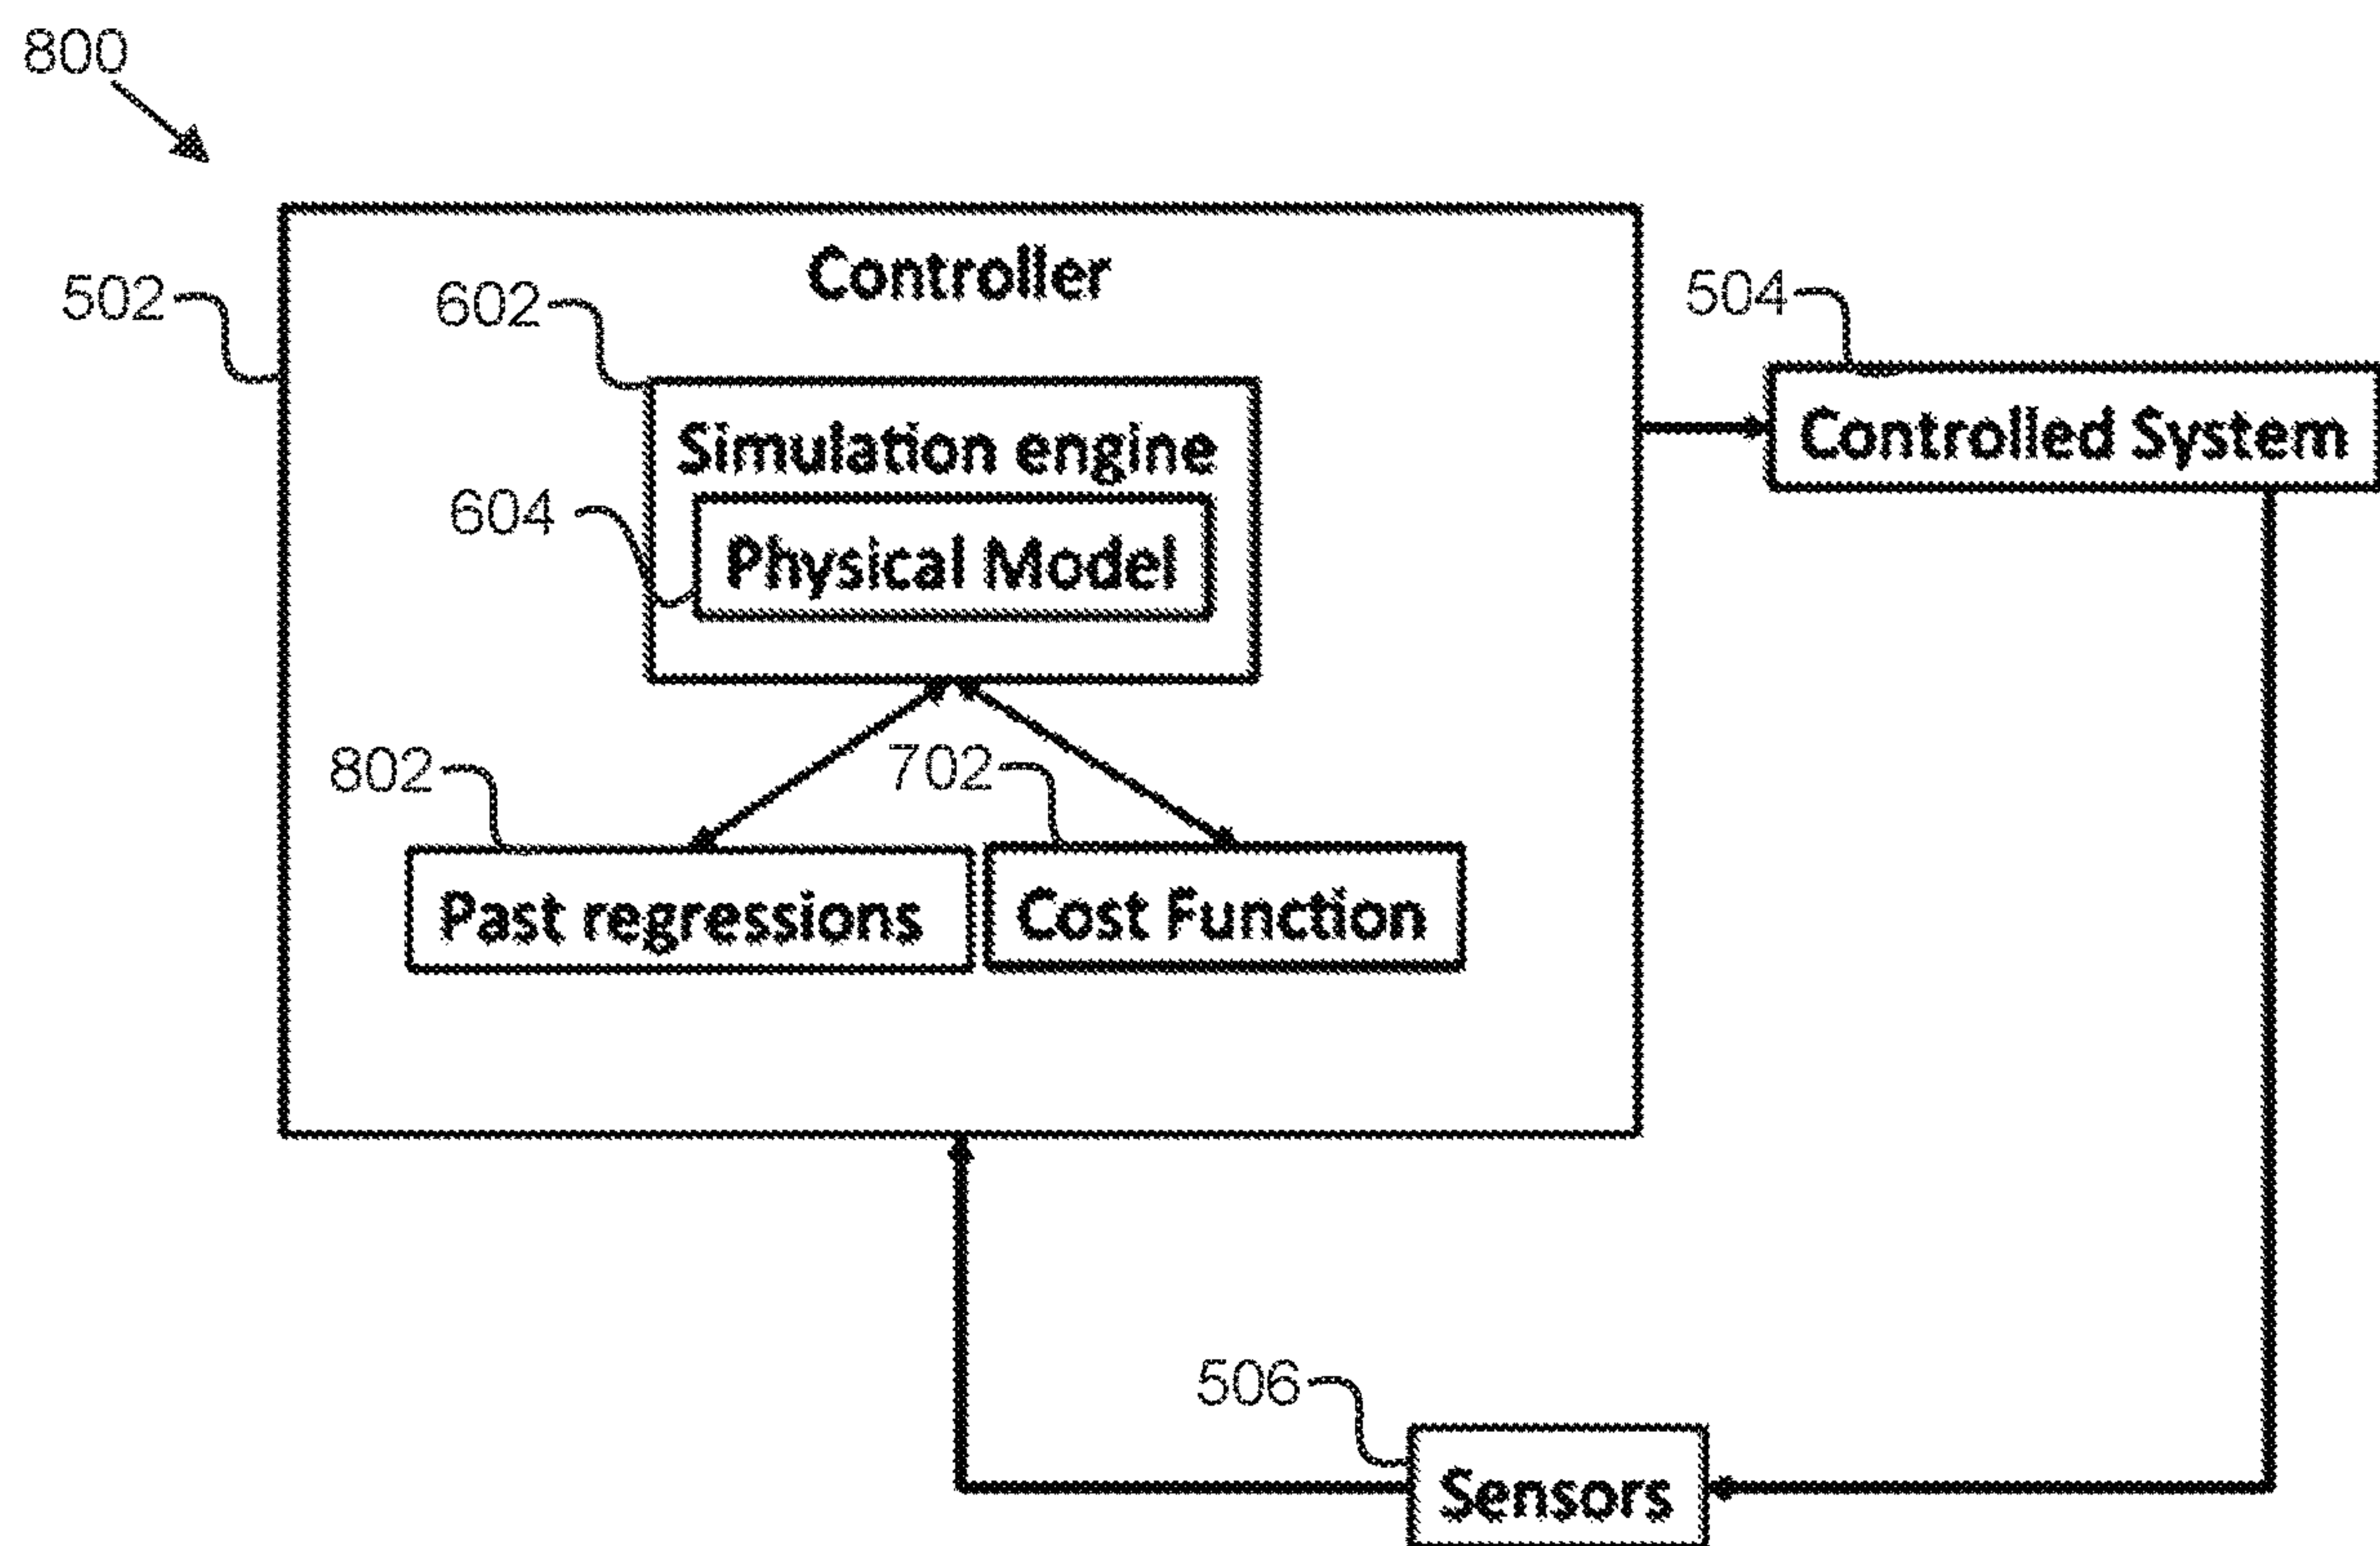 800
Controller
502
602
504
Simulation engine
Controlled System
604
Physical Model
802
702
Past regressions
Cost Function
506
Sensors